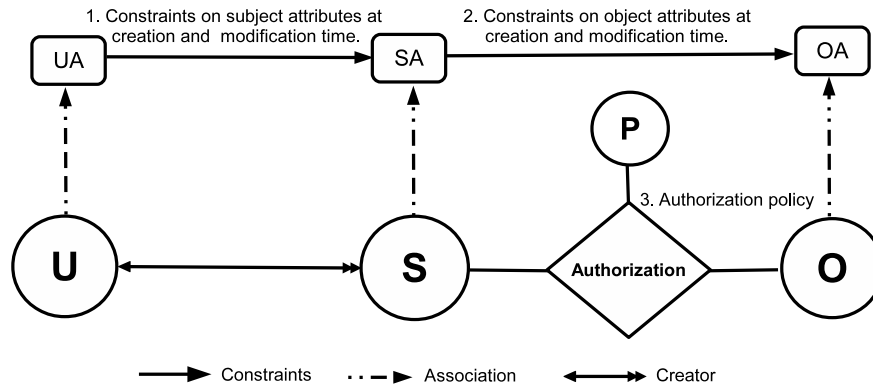 1. Constraints on subject attributes at
creation and modification time.
2. Constraints on object attributes at
creation and modification time.
UA
SA
OA
P
3. Authorization policy
U
S
Authorization
O
Constraints
Association
Creator